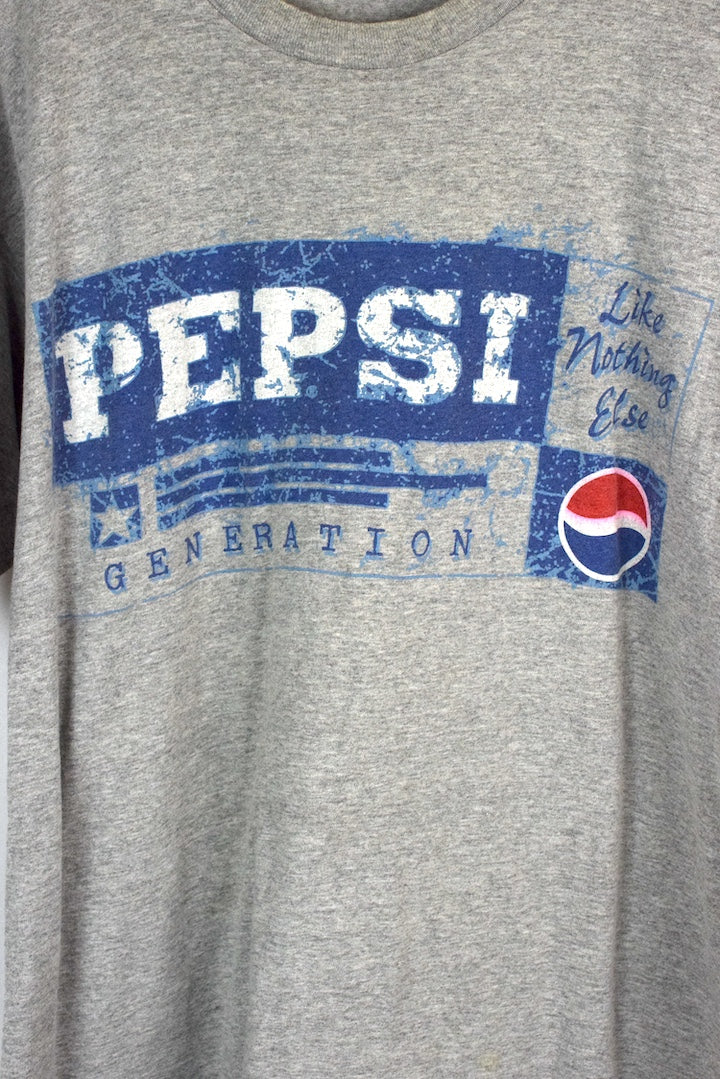 PEPSI
Like
Nothing
Else
GENERATION